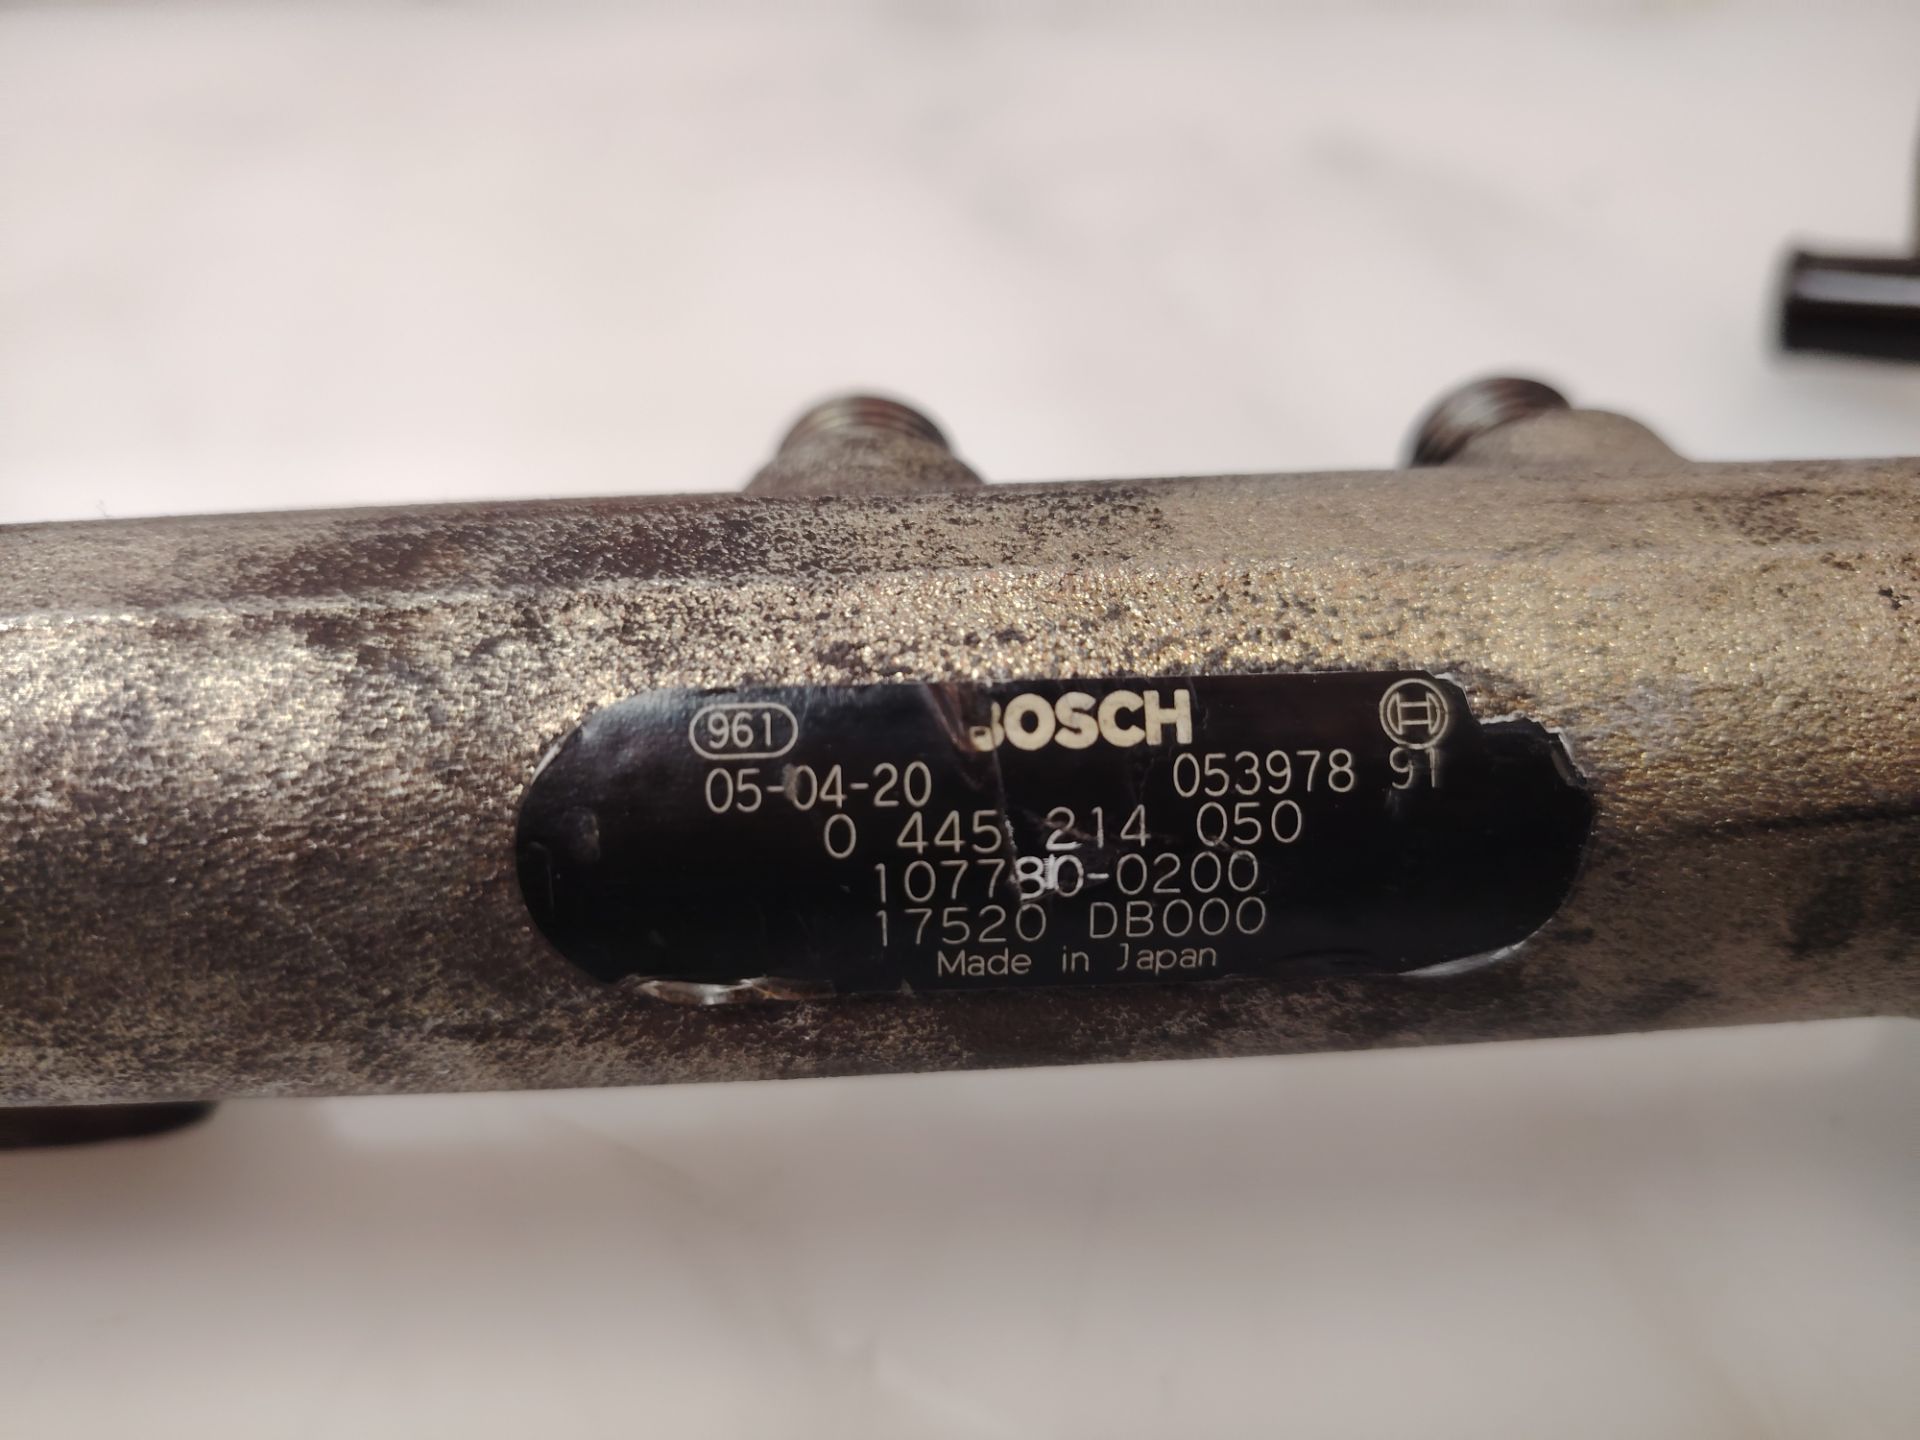 961 BOSCH
05-04-20 053978 91
0 445 214 050
107780-0200
17520 DB000
Made in Japan